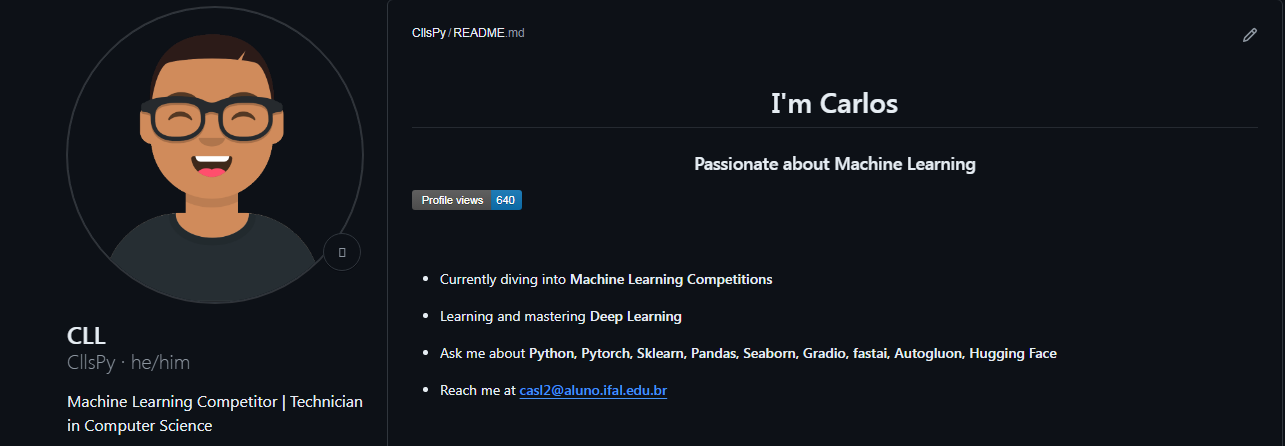 CllsPy / README.md
I'm Carlos
Passionate about Machine Learning
Profile views 640
Currently diving into Machine Learning Competitions
Learning and mastering Deep Learning
Ask me about Python, Pytorch, Sklearn, Pandas, Seaborn, Gradio, fastai, Autogluon, Hugging Face
Reach me at casl2@aluno.ifal.edu.br
CLL
CllsPy · he/him
Machine Learning Competitor | Technician
in Computer Science